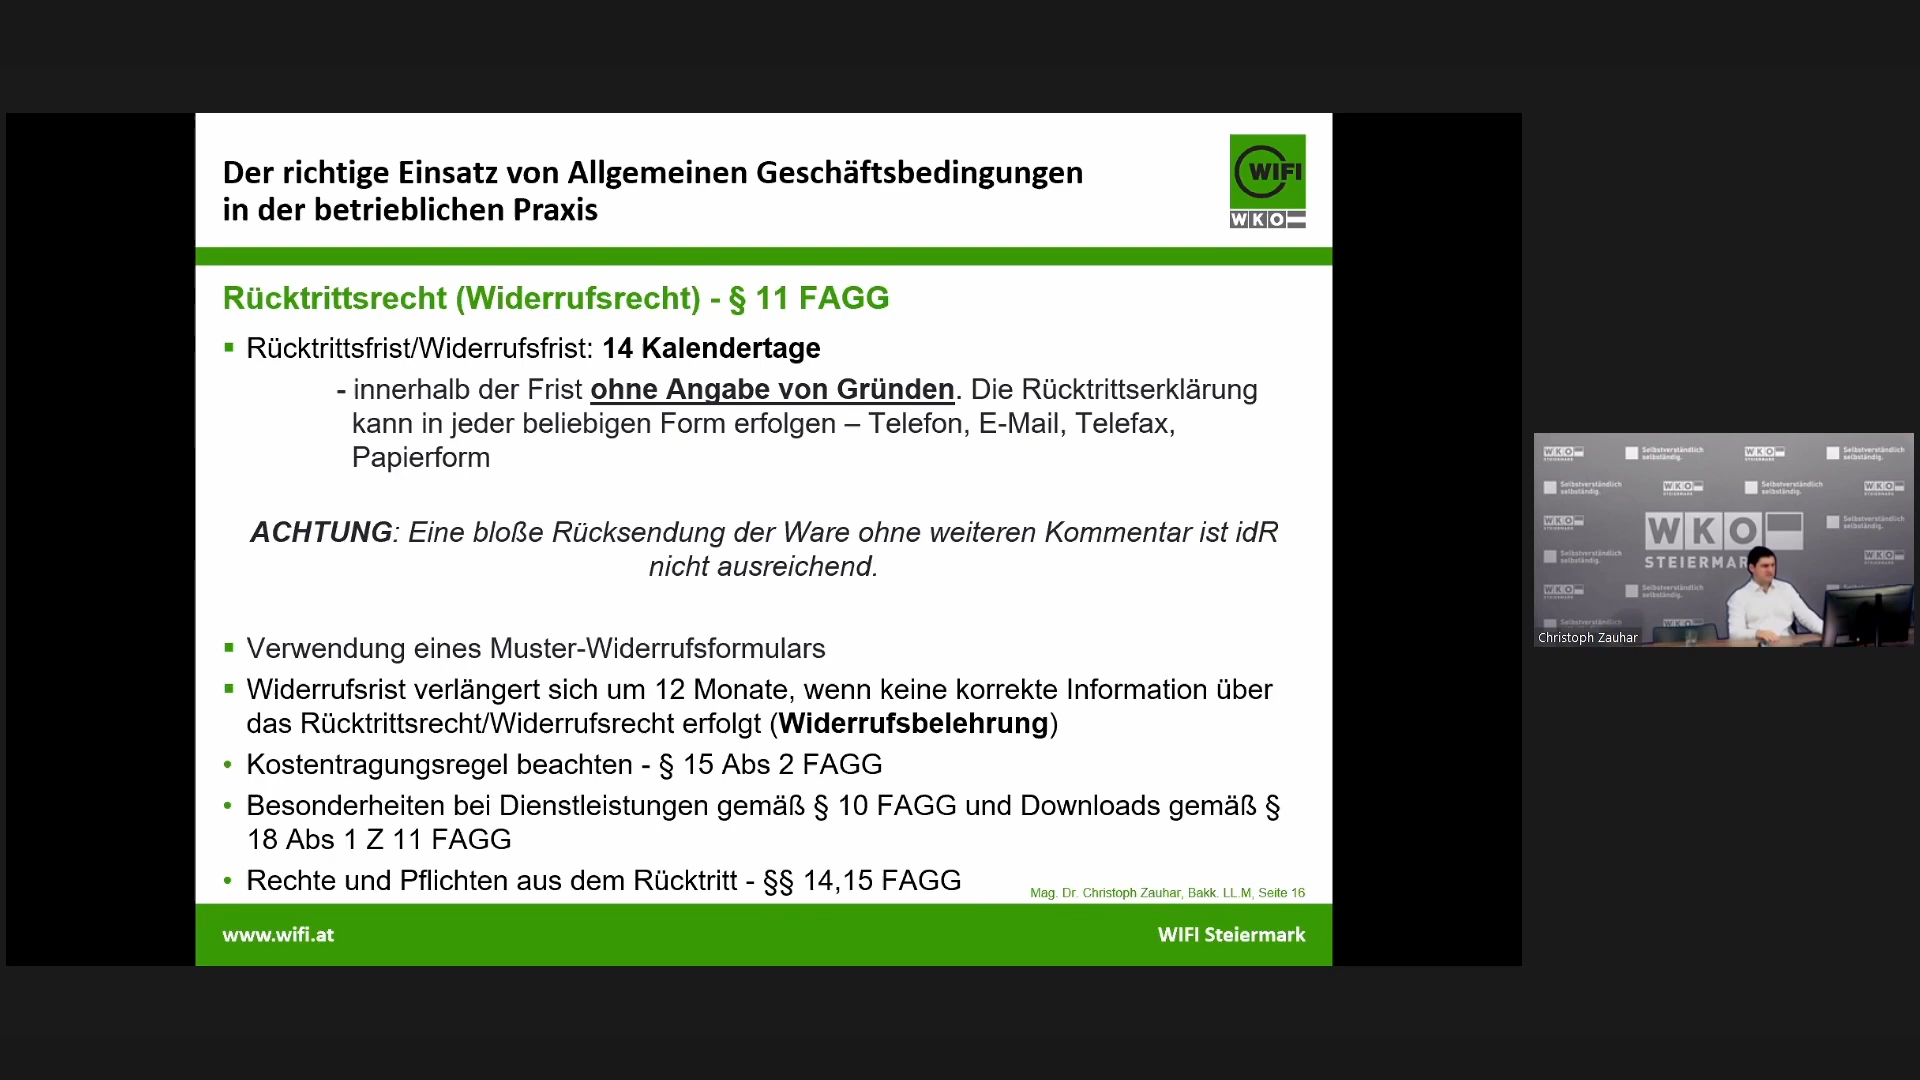 Der richtige Einsatz von Allgemeinen Geschäftsbedingungen
in der betrieblichen Praxis
WIFI
WKO
Rücktrittsrecht (Widerrufsrecht) - § 11 FAGG
▪ Rücktrittsfrist/Widerrufsfrist: 14 Kalendertage
- innerhalb der Frist ohne Angabe von Gründen. Die Rücktrittserklärung
kann in jeder beliebigen Form erfolgen – Telefon, E-Mail, Telefax,
Papierform
ACHTUNG: Eine bloße Rücksendung der Ware ohne weiteren Kommentar ist idR
nicht ausreichend.
▪ Verwendung eines Muster-Widerrufsformulars
▪ Widerrufsrist verlängert sich um 12 Monate, wenn keine korrekte Information über
das Rücktrittsrecht/Widerrufsrecht erfolgt (Widerrufsbelehrung)
• Kostentragungsregel beachten - § 15 Abs 2 FAGG
• Besonderheiten bei Dienstleistungen gemäß § 10 FAGG und Downloads gemäß §
18 Abs 1 Z 11 FAGG
• Rechte und Pflichten aus dem Rücktritt - §§ 14,15 FAGG
Mag. Dr. Christoph Zauhar, Bakk. LL.M, Seite 16
www.wifi.at
WIFI Steiermark
WKO
Selbstverständlich
selbständig.
WKO
STEIERMAR
Christoph Zauhar